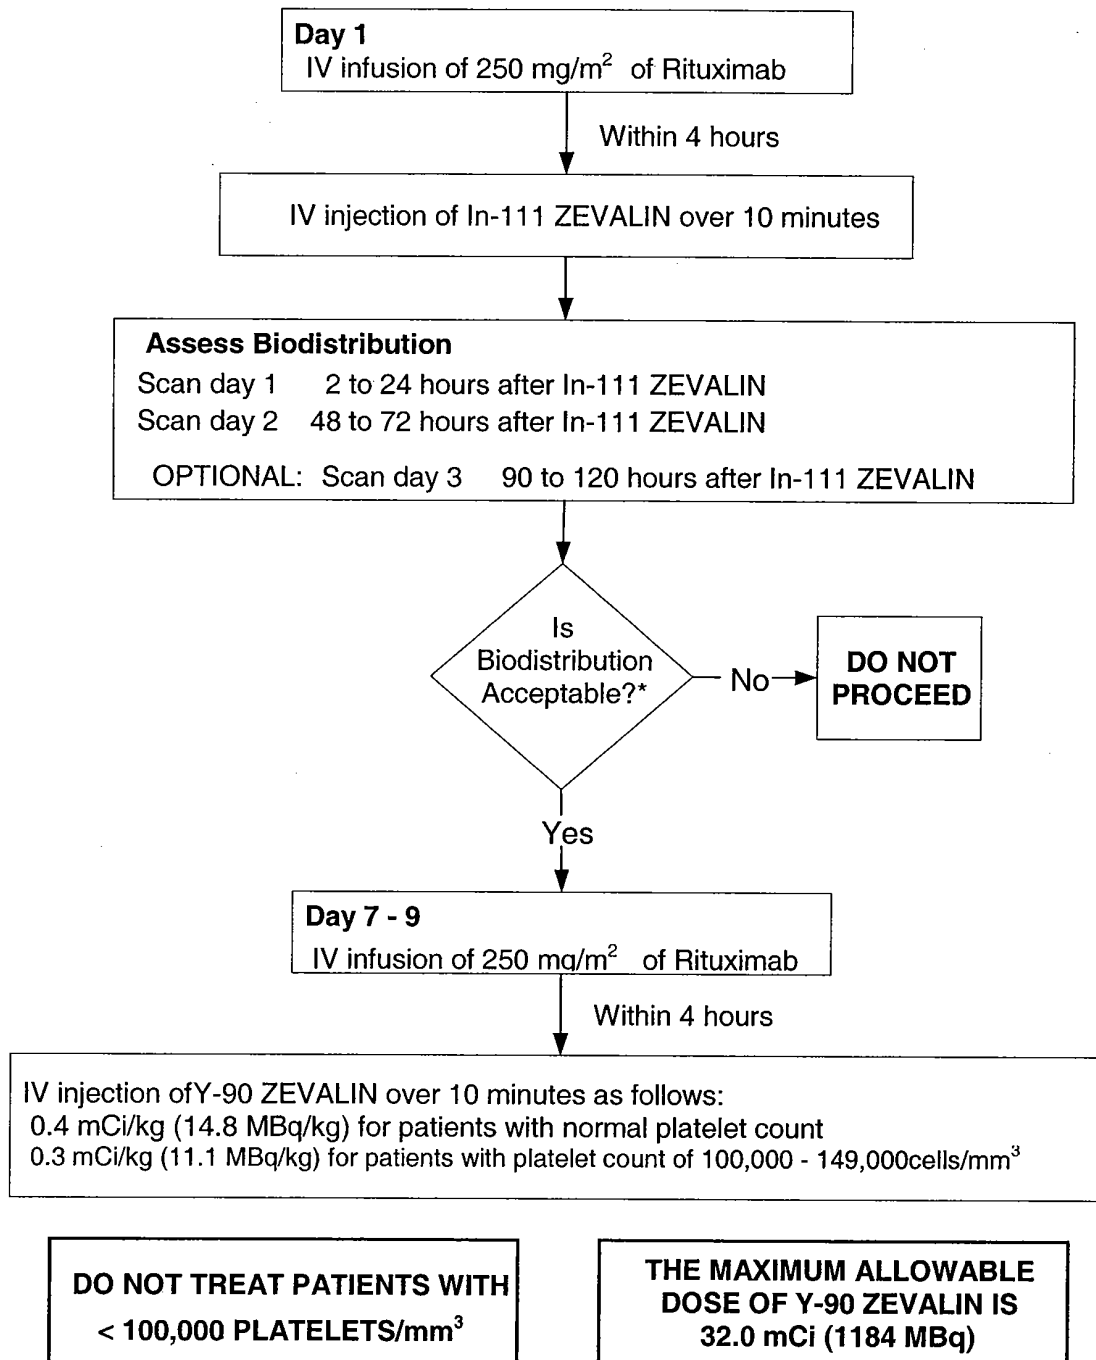 Day 1
IV infusion of 250 mg/m² of Rituximab
Within 4 hours
IV injection of In-111 ZEVALIN over 10 minutes
Assess Biodistribution
Scan day 1 2 to 24 hours after In-111 ZEVALIN
Scan day 2 48 to 72 hours after In-111 ZEVALIN
OPTIONAL: Scan day 3 90 to 120 hours after In-111 ZEVALIN
Is
Biodistribution
Acceptable?*
No
DO NOT
PROCEED
Yes
Day 7 - 9
IV infusion of 250 mg/m² of Rituximab
Within 4 hours
IV injection ofY-90 ZEVALIN over 10 minutes as follows:
0.4 mCi/kg (14.8 MBq/kg) for patients with normal platelet count
0.3 mCi/kg (11.1 MBq/kg) for patients with platelet count of 100,000 - 149,000cells/mm³
DO NOT TREAT PATIENTS WITH
< 100,000 PLATELETS/mm³
THE MAXIMUM ALLOWABLE
DOSE OF Y-90 ZEVALIN IS
32.0 mCi (1184 MBq)